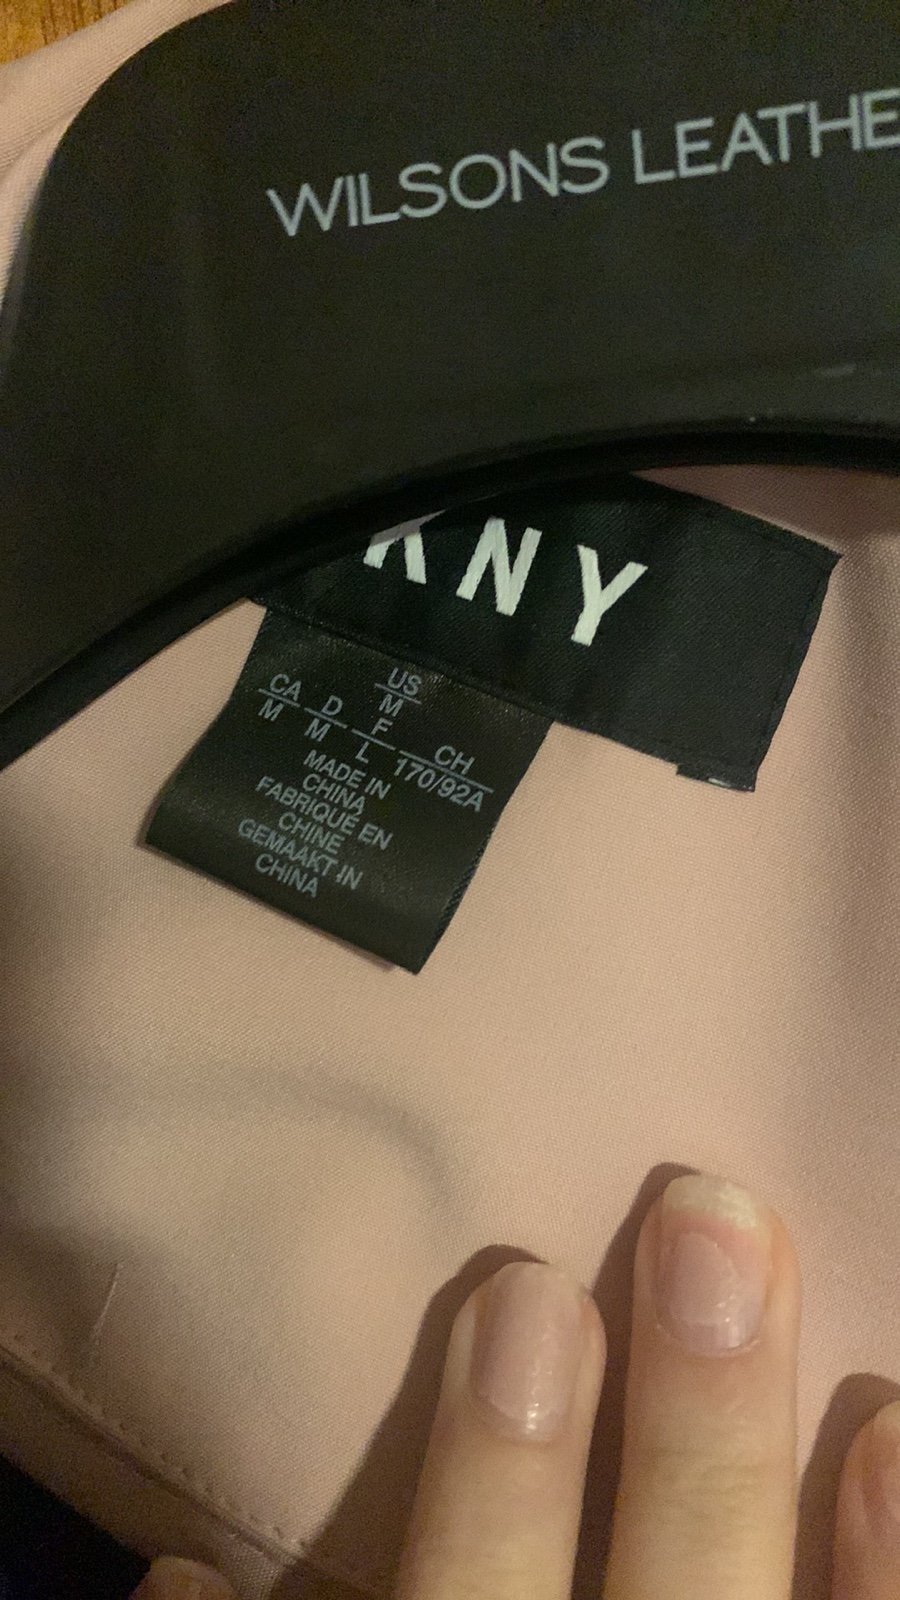 WILSONS LEATHE
KNY
US
M
CA D F CH
M M L 170/92A
MADE IN
CHINA
FABRIQUÉ EN
CHINE
GEMAAKT IN
CHINA